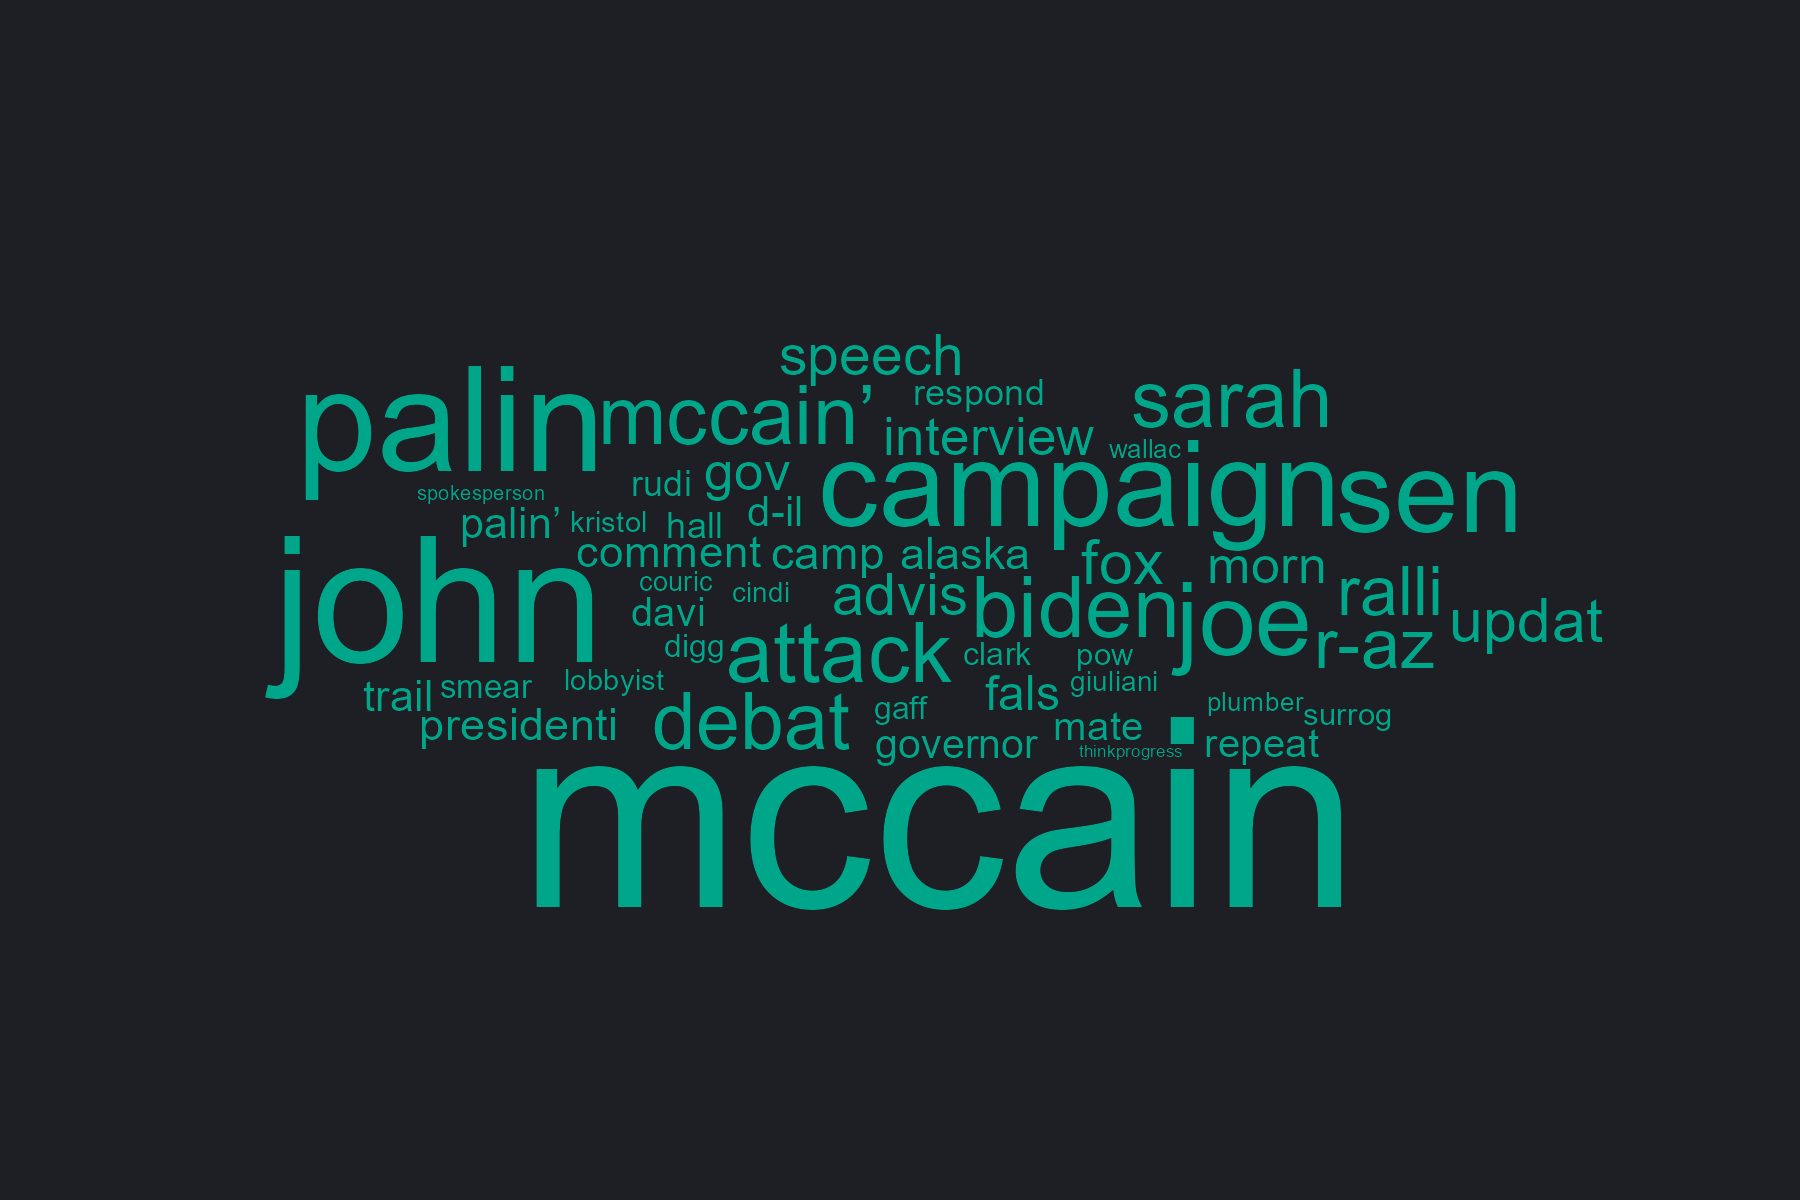 speech
palin mccain’ respond sarah
interview wallac
rudi gov campaign sen
spokesperson
palin’ kristol hall d-il
comment camp alaska fox morn
couric cindi advis biden joe ralli
john davi updat
digg attack clark pow r-az
trail smear lobbyist fals giuliani
presidenti debat gaff mate plumber surrog
governor thinkprogress repeat
mccain